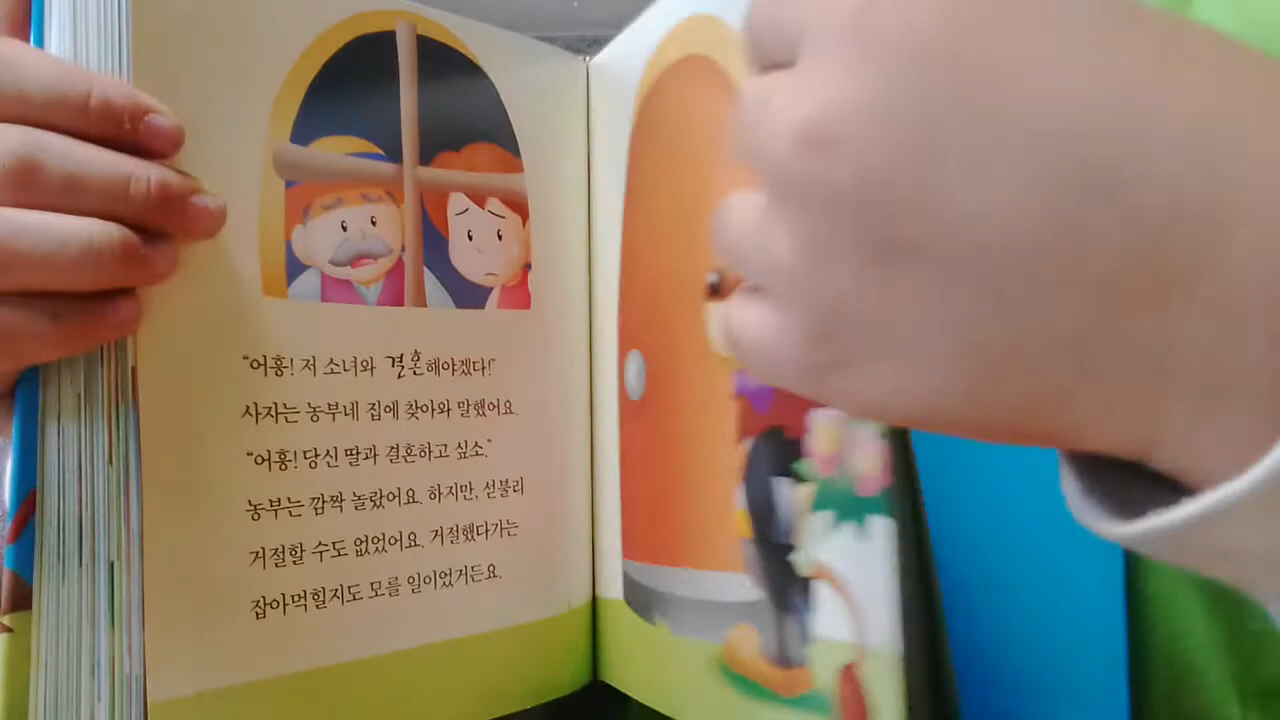 “어흥! 저 소녀와 결혼해야겠다!”
사자는 농부네 집에 찾아와 말했어요.
“어흥! 당신 딸과 결혼하고 싶소.”
농부는 깜짝 놀랐어요. 하지만, 섣불리
거절할 수도 없었어요. 거절했다가는
잡아먹힐지도 모를 일이었거든요.